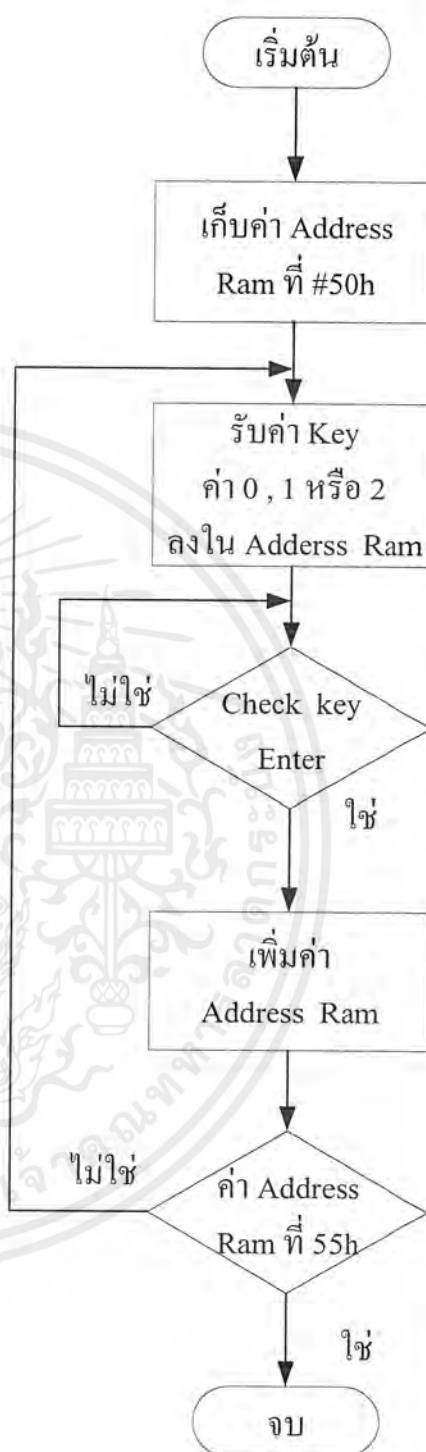 เริ่มต้น
เก็บค่า Address
Ram ที่ #50h
รับค่า Key
ค่า 0 , 1 หรือ 2
ลงใน Adderss Ram
ไม่ใช่
Check key
Enter
ใช่
เพิ่มค่า
Address Ram
ไม่ใช่
ค่า Address
Ram ที่ 55h
ใช่
จบ